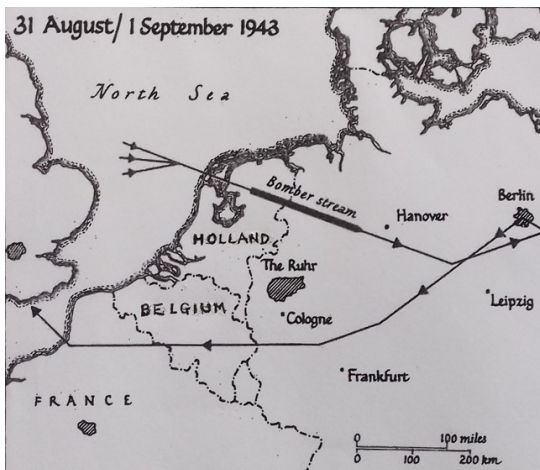 31 August/1 September 1943
North Sea
Bomber stream
Berlin
Hanover
HOLLAND
The Ruhr
Leipzig
BELGIUM
Cologne
Frankfurt
FRANCE
0 100 miles
0 100 200 km